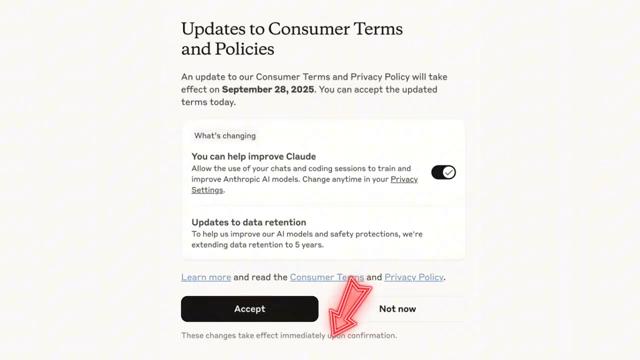 Updates to Consumer Terms
and Policies
An update to our Consumer Terms and Privacy Policy will take
effect on September 28, 2025. You can accept the updated
terms today.
What's changing
You can help improve Claude
Allow the use of your chats and coding sessions to train and
improve Anthropic AI models. Change anytime in your Privacy
Settings.
Updates to data retention
To help us improve our AI models and safety protections, we're
extending data retention to 5 years.
Learn more and read the Consumer Terms and Privacy Policy.
Accept
Not now
These changes take effect immediately upon confirmation.